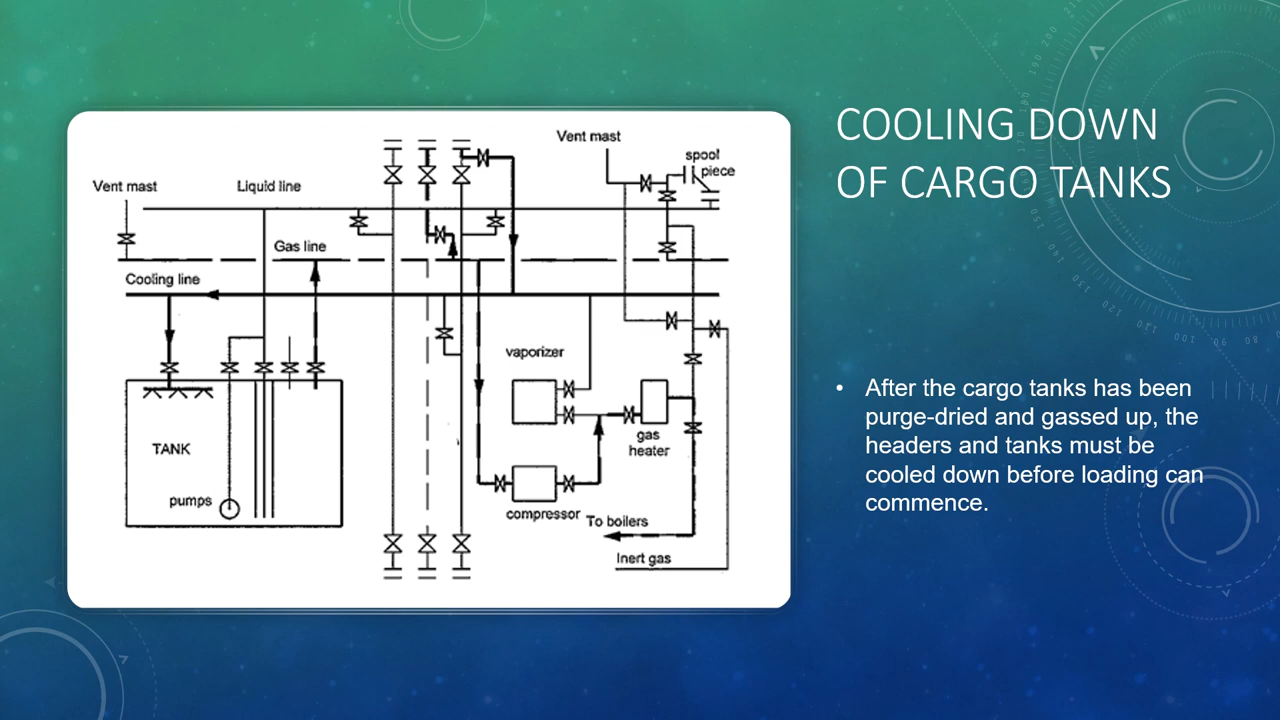 COOLING DOWN
OF CARGO TANKS
Vent mast
Liquid line
Vent mast
spool
piece
Gas line
Cooling line
vaporizer
TANK
gas
heater
pumps
compressor
To boilers
Inert gas
• After the cargo tanks has been
purge-dried and gassed up, the
headers and tanks must be
cooled down before loading can
commence.